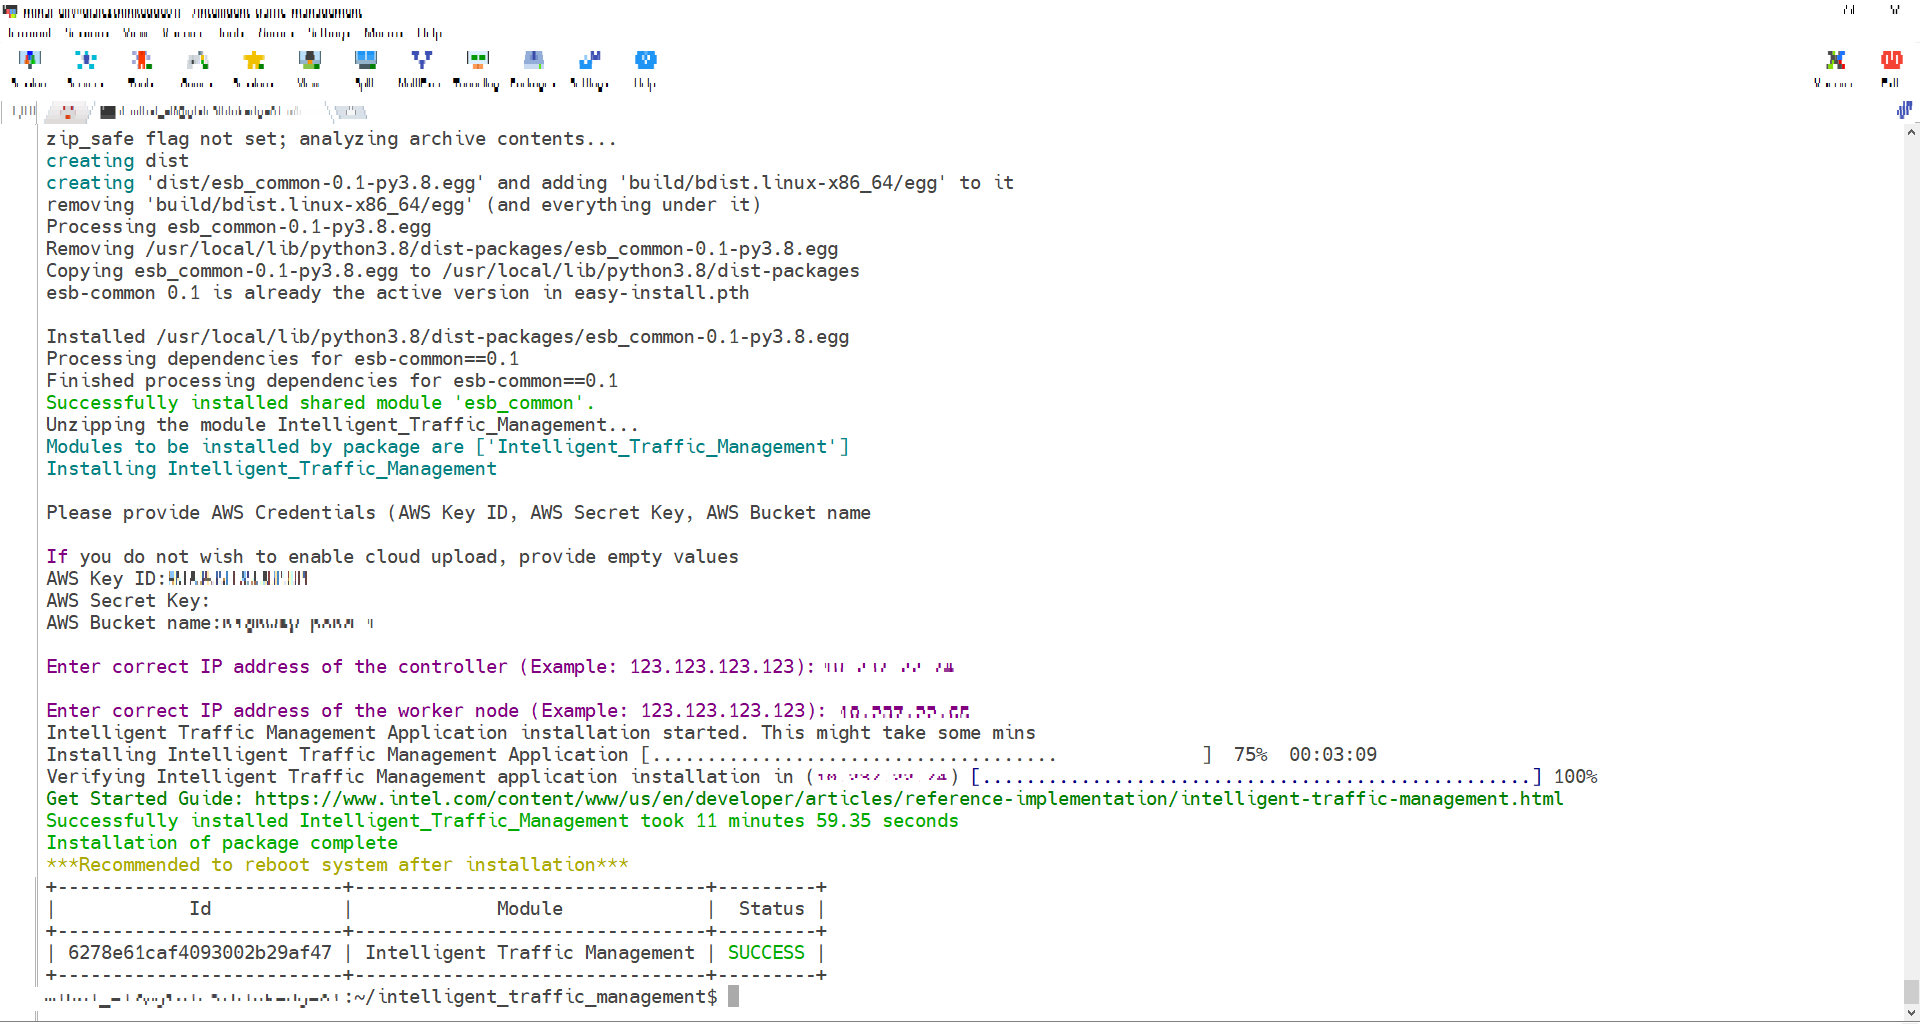 zip_safe flag not set; analyzing archive contents...
creating dist
creating 'dist/esb_common-0.1-py3.8.egg' and adding 'build/bdist.linux-x86_64/egg' to it
removing 'build/bdist.linux-x86_64/egg' (and everything under it)
Processing esb_common-0.1-py3.8.egg
Removing /usr/local/lib/python3.8/dist-packages/esb_common-0.1-py3.8.egg
Copying esb_common-0.1-py3.8.egg to /usr/local/lib/python3.8/dist-packages
esb-common 0.1 is already the active version in easy-install.pth
Installed /usr/local/lib/python3.8/dist-packages/esb_common-0.1-py3.8.egg
Processing dependencies for esb-common==0.1
Finished processing dependencies for esb-common==0.1
Successfully installed shared module 'esb_common'.
Unzipping the module Intelligent_Traffic_Management...
Modules to be installed by package are ['Intelligent_Traffic_Management']
Installing Intelligent_Traffic_Management
Please provide AWS Credentials (AWS Key ID, AWS Secret Key, AWS Bucket name
If you do not wish to enable cloud upload, provide empty values
AWS Key ID:
AWS Secret Key:
AWS Bucket name:
Enter correct IP address of the controller (Example: 123.123.123.123):
Enter correct IP address of the worker node (Example: 123.123.123.123):
Intelligent Traffic Management Application installation started. This might take some mins
Installing Intelligent Traffic Management Application [..................................... ] 75% 00:03:09
Verifying Intelligent Traffic Management application installation in ( ) [..................................................] 100%
Get Started Guide: https://www.intel.com/content/www/us/en/developer/articles/reference-implementation/intelligent-traffic-management.html
Successfully installed Intelligent_Traffic_Management took 11 minutes 59.35 seconds
Installation of package complete
***Recommended to reboot system after installation***
+--------------------------+--------------------------------+---------+
| Id | Module | Status |
+--------------------------+--------------------------------+---------+
| 6278e61caf4093002b29af47 | Intelligent Traffic Management | SUCCESS |
+--------------------------+--------------------------------+---------+
:~/intelligent_traffic_management$